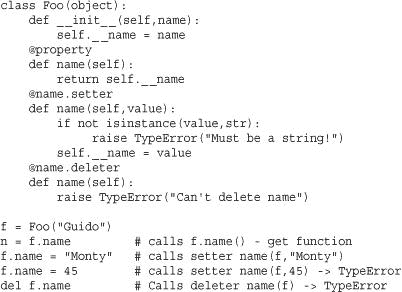 class Foo(object):
    def __init__(self,name):
        self.__name = name
    @property
    def name(self):
        return self.__name
    @name.setter
    def name(self,value):
        if not isinstance(value,str):
            raise TypeError("Must be a string!")
        self.__name = value
    @name.deleter
    def name(self):
        raise TypeError("Can't delete name")

f = Foo("Guido")
n = f.name        # calls f.name() - get function
f.name = "Monty"  # calls setter name(f,"Monty")
f.name = 45       # calls setter name(f,45) -> TypeError
del f.name        # Calls deleter name(f) -> TypeError